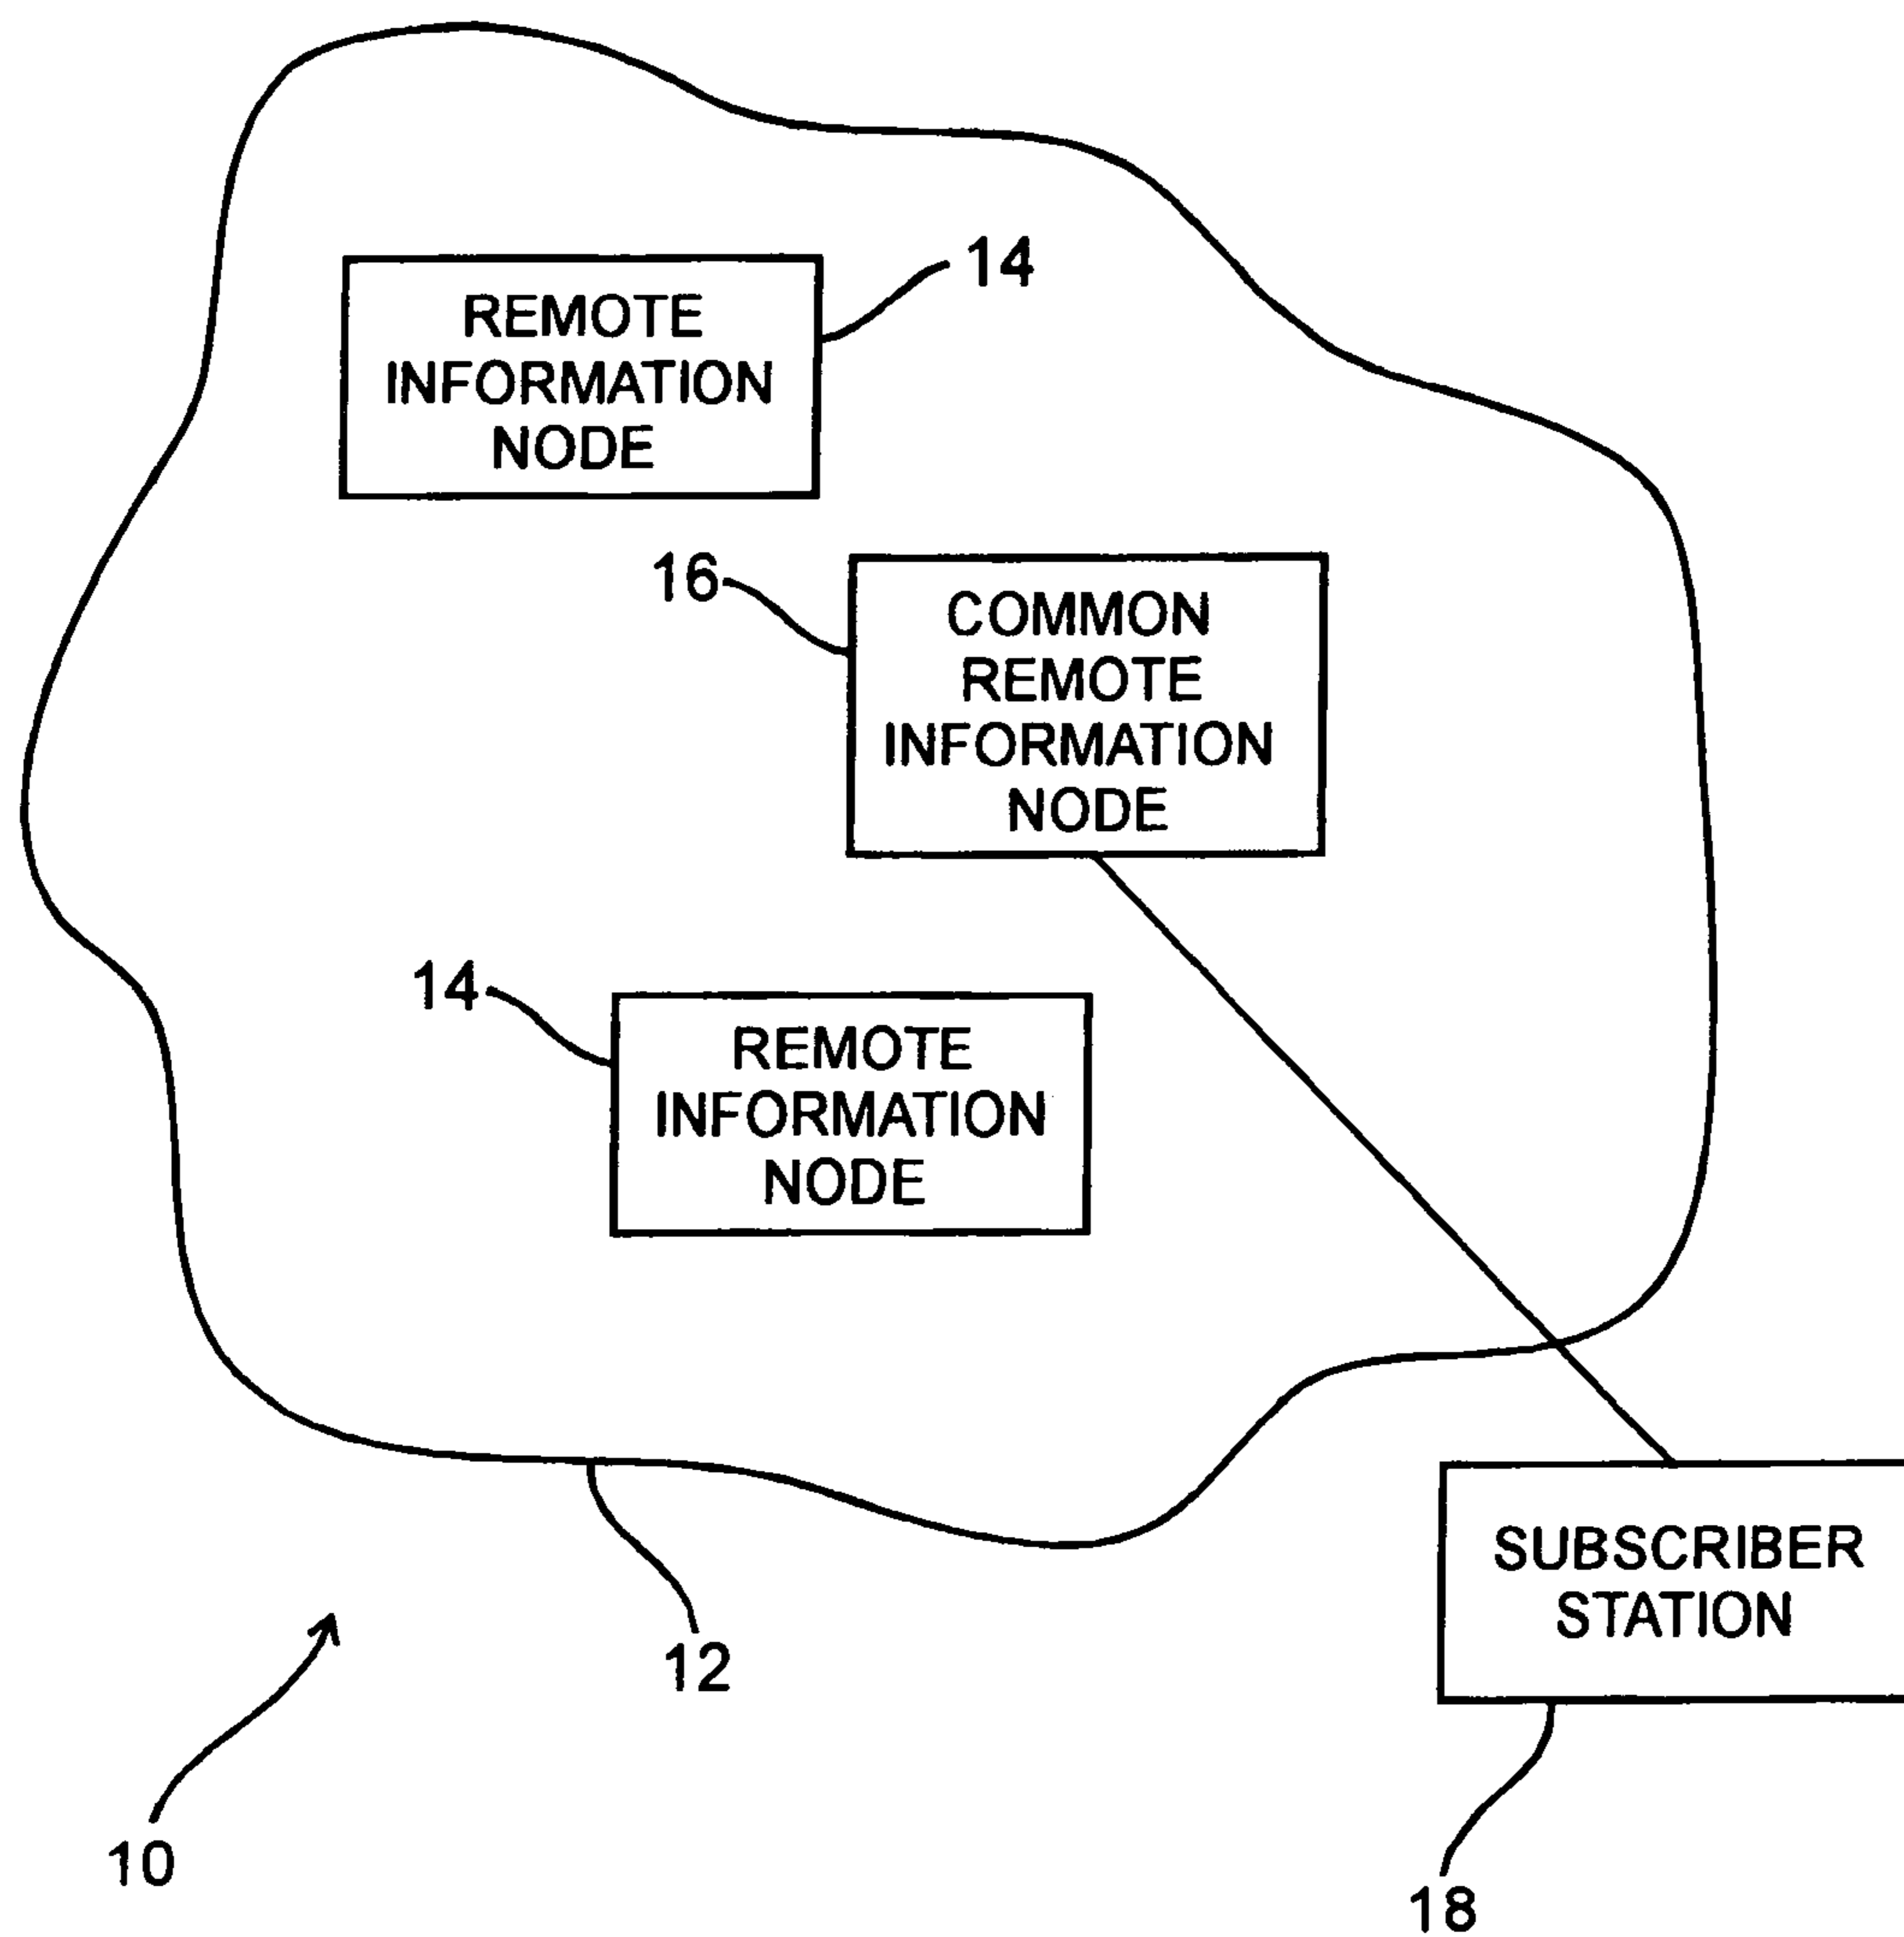 14
REMOTE
INFORMATION
NODE
16
COMMON
REMOTE
INFORMATION
NODE
14
REMOTE
INFORMATION
NODE
SUBSCRIBER
STATION
12
10
18